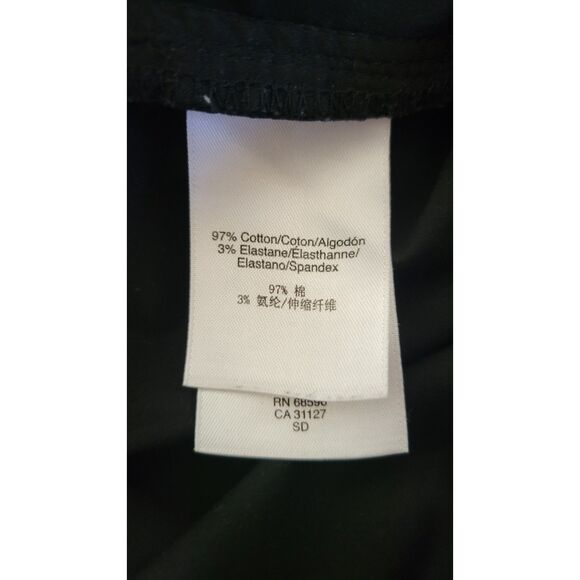 97% Cotton/Coton/Algodón
3% Elastane/Élasthanne/
Elastano/Spandex
97% 棉
3% 氨纶/伸缩纤维
RN 68590
CA 31127
SD